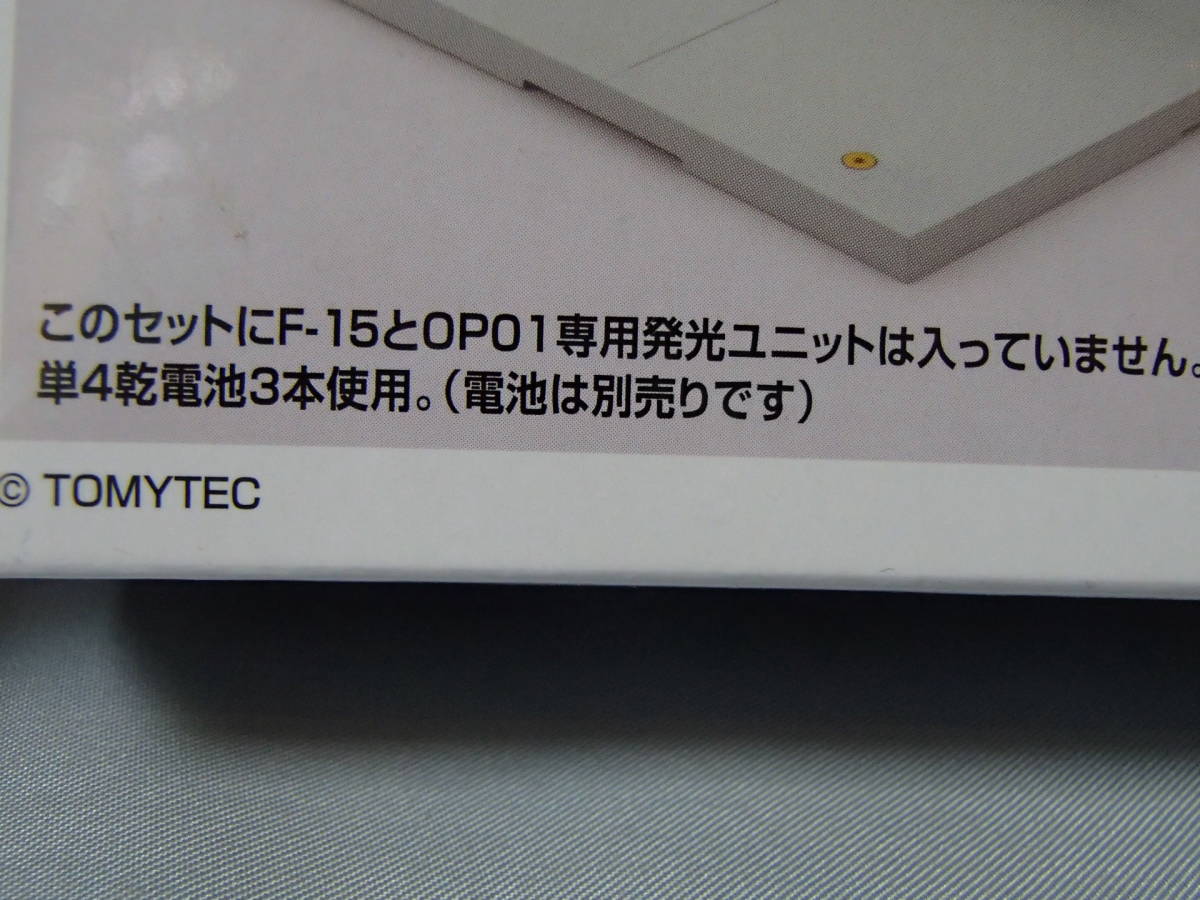 このセットにF-15とOP01専用発光ユニットは入っていません。
単4乾電池3本使用。(電池は別売りです)
© TOMYTEC